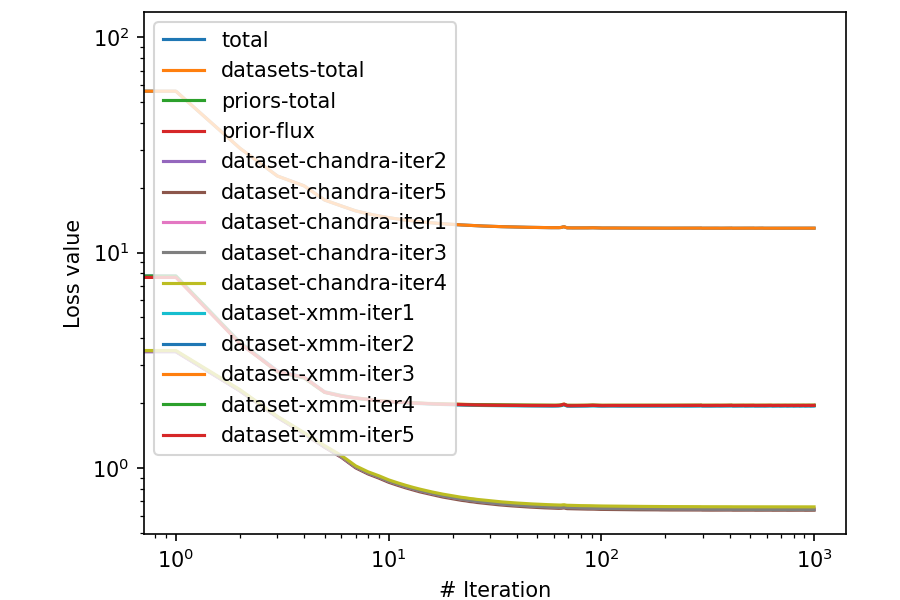 10²
10¹
10⁰
Loss value
total
datasets-total
priors-total
prior-flux
dataset-chandra-iter2
dataset-chandra-iter5
dataset-chandra-iter1
dataset-chandra-iter3
dataset-chandra-iter4
dataset-xmm-iter1
dataset-xmm-iter2
dataset-xmm-iter3
dataset-xmm-iter4
dataset-xmm-iter5
10⁰ 10¹ 10² 10³
# Iteration